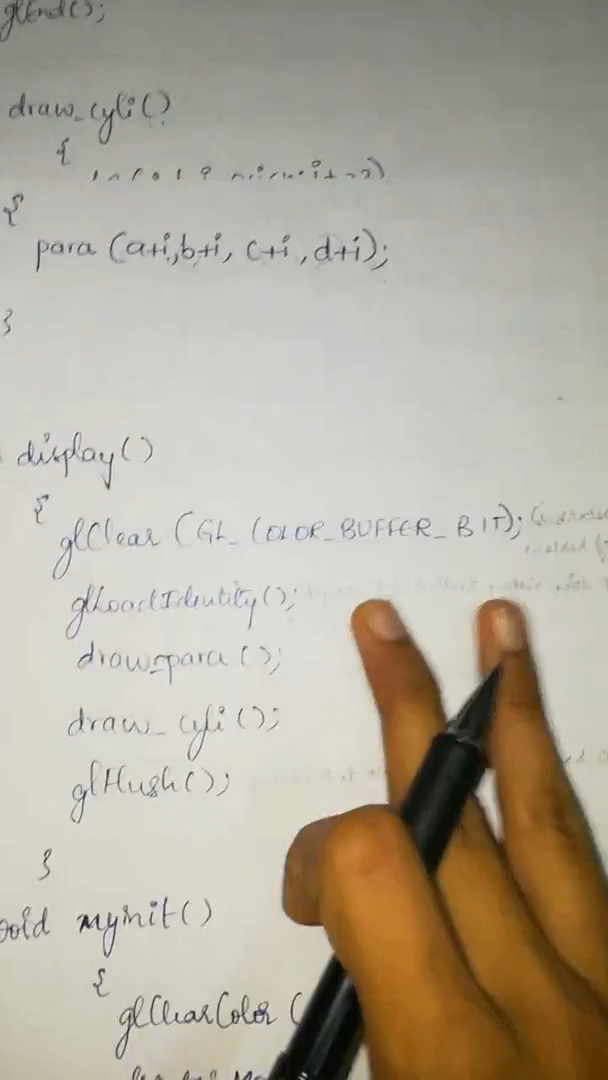 glEnd();
draw_cyli()
{
{
para (a+i,b+i, c+i, d+i);
}
display()
{
glClear (GL_COLOR_BUFFER_BIT);
glLoadIdentity();
draw_para ();
draw_cyli();
glFlush();
}
void myinit()
{
glClearColor (